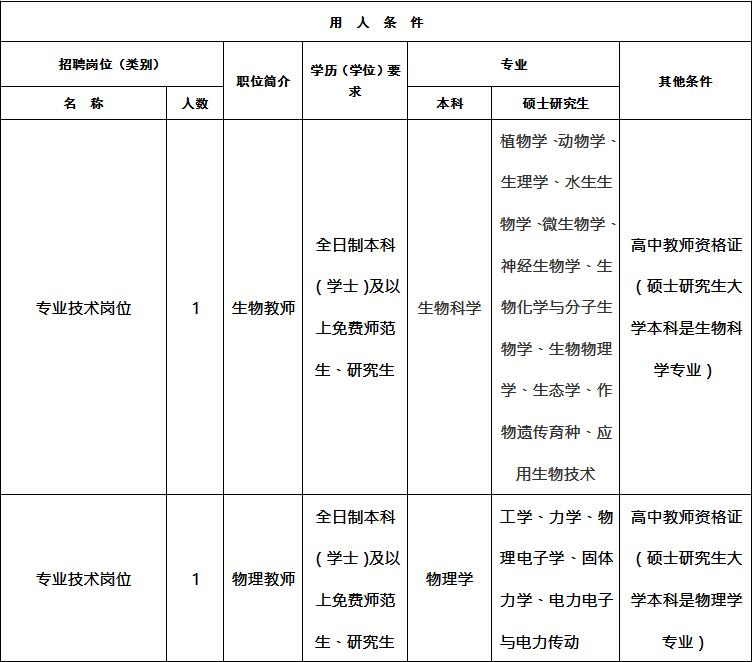 用 人 条 件
招聘岗位（类别）
职位简介
学历（学位）要
求
专业
其他条件
名 称
人数
本科
硕士研究生
专业技术岗位
1
生物教师
全日制本科
（学士）及以
上免费师范
生、研究生
生物科学
植物学、动物学、
生理学、水生生
物学、微生物学、
神经生物学、生
物化学与分子生
物学、生物物理
学、生态学、作
物遗传育种、应
用生物技术
高中教师资格证
（硕士研究生大
学本科是生物科
学专业）
专业技术岗位
1
物理教师
全日制本科
（学士）及以
上免费师范
生、研究生
物理学
工学、力学、物
理电子学、固体
力学、电力电子
与电力传动
高中教师资格证
（硕士研究生大
学本科是物理学
专业）